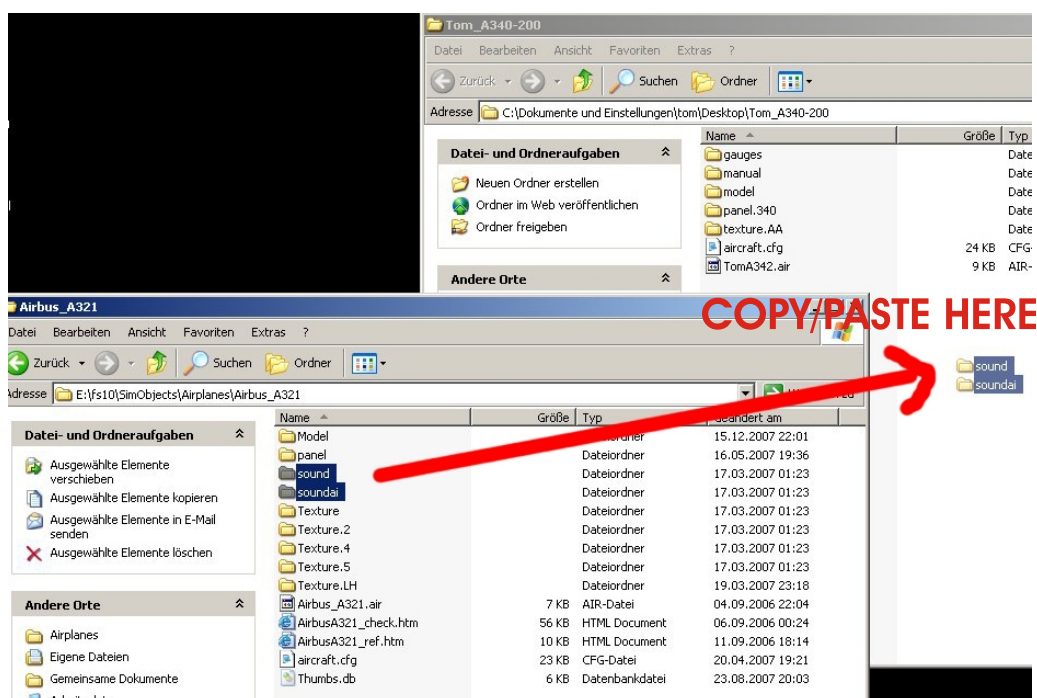 Tom_A340-200
Datei Bearbeiten Ansicht Favoriten Extras ?
Zurück Suchen Ordner
Adresse C:\Dokumente und Einstellungen\tom\Desktop\Tom_A340-200
Name Größe Typ
Datei- und Ordneraufgaben
Neuen Ordner erstellen
Ordner im Web veröffentlichen
Ordner freigeben
Andere Orte
gauges Date
manual Date
model Date
panel.340 Date
texture.AA Date
aircraft.cfg 24 KB CFG-
TomA342.air 9 KB AIR-
COPY/PASTE HERE
sound
soundai
Airbus_A321
Datei Bearbeiten Ansicht Favoriten Extras ?
Zurück Suchen Ordner
Adresse E:\fs10\SimObjects\Airplanes\Airbus_A321
Name Größe Typ Geändert am
Datei- und Ordneraufgaben
Ausgewählte Elemente
verschieben
Ausgewählte Elemente kopieren
Ausgewählte Elemente in E-Mail
senden
Ausgewählte Elemente löschen
Andere Orte
Airplanes
Eigene Dateien
Gemeinsame Dokumente
Model 15.12.2007 22:01
panel Dateiordner 16.05.2007 19:36
sound Dateiordner 17.03.2007 01:23
soundai Dateiordner 17.03.2007 01:23
Texture Dateiordner 17.03.2007 01:23
Texture.2 Dateiordner 17.03.2007 01:23
Texture.4 Dateiordner 17.03.2007 01:23
Texture.5 Dateiordner 17.03.2007 01:23
Texture.LH Dateiordner 19.03.2007 23:18
Airbus_A321.air 7 KB AIR-Datei 04.09.2006 22:04
AirbusA321_check.htm 56 KB HTML Document 06.09.2006 00:24
AirbusA321_ref.htm 10 KB HTML Document 11.09.2006 18:14
aircraft.cfg 23 KB CFG-Datei 20.04.2007 19:21
Thumbs.db 6 KB Datenbankdatei 23.08.2007 20:03